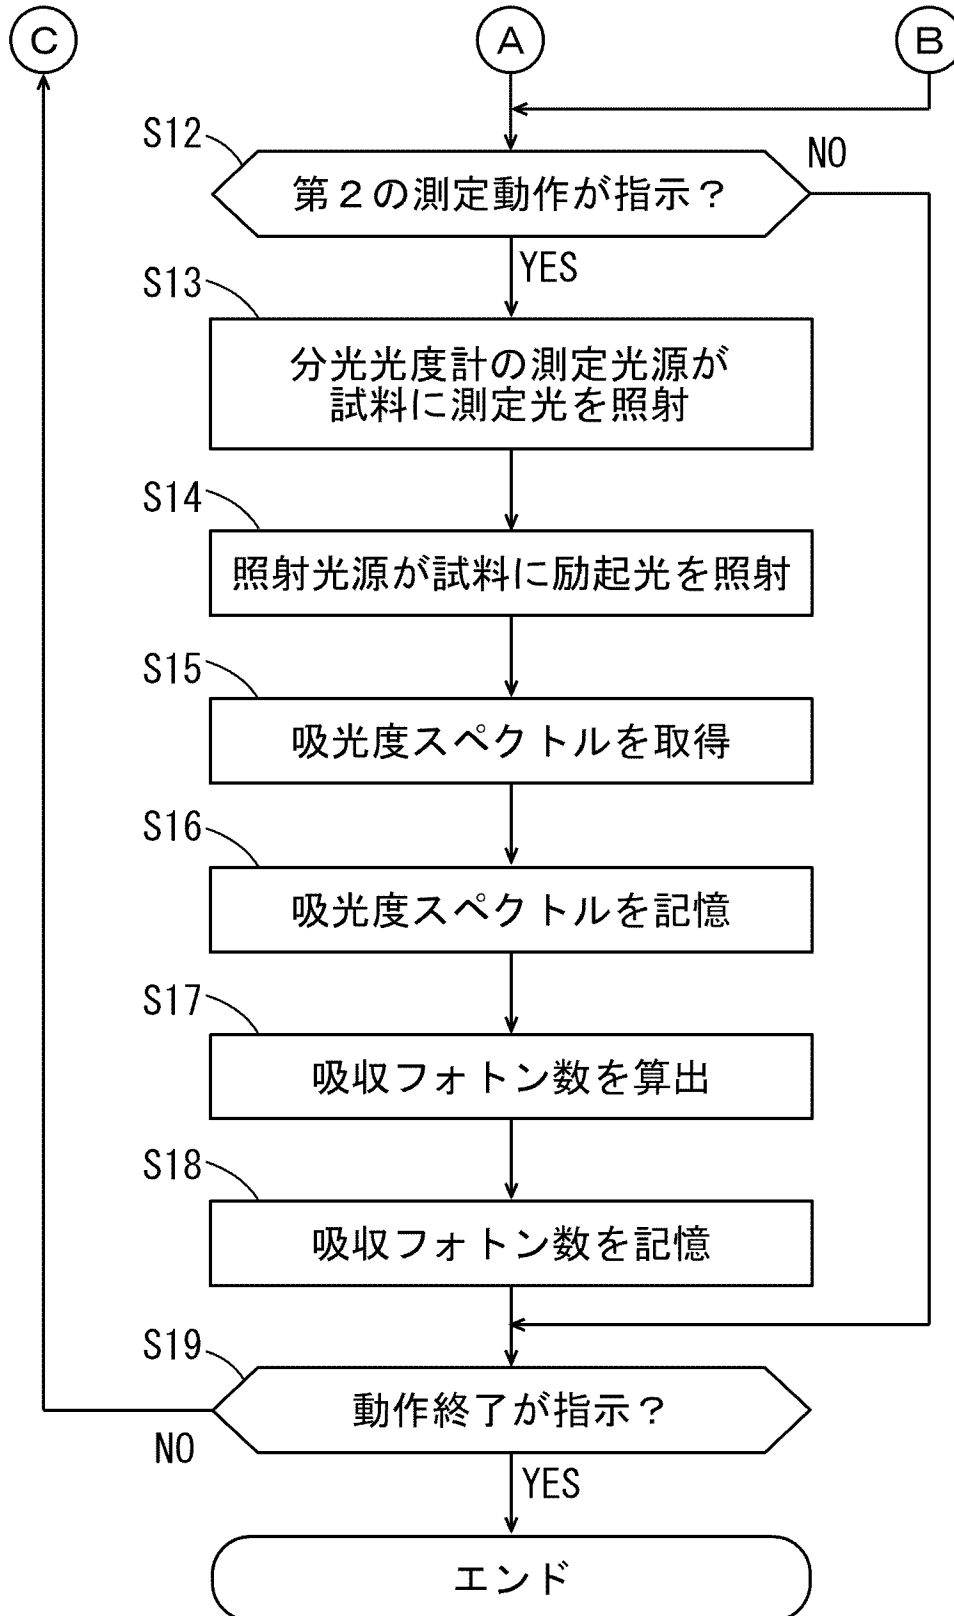 C
A
B
S12
NO
第２の測定動作が指示？
YES
S13
分光光度計の測定光源が
試料に測定光を照射
S14
照射光源が試料に励起光を照射
S15
吸光度スペクトルを取得
S16
吸光度スペクトルを記憶
S17
吸収フォトン数を算出
S18
吸収フォトン数を記憶
S19
動作終了が指示？
NO
YES
エンド